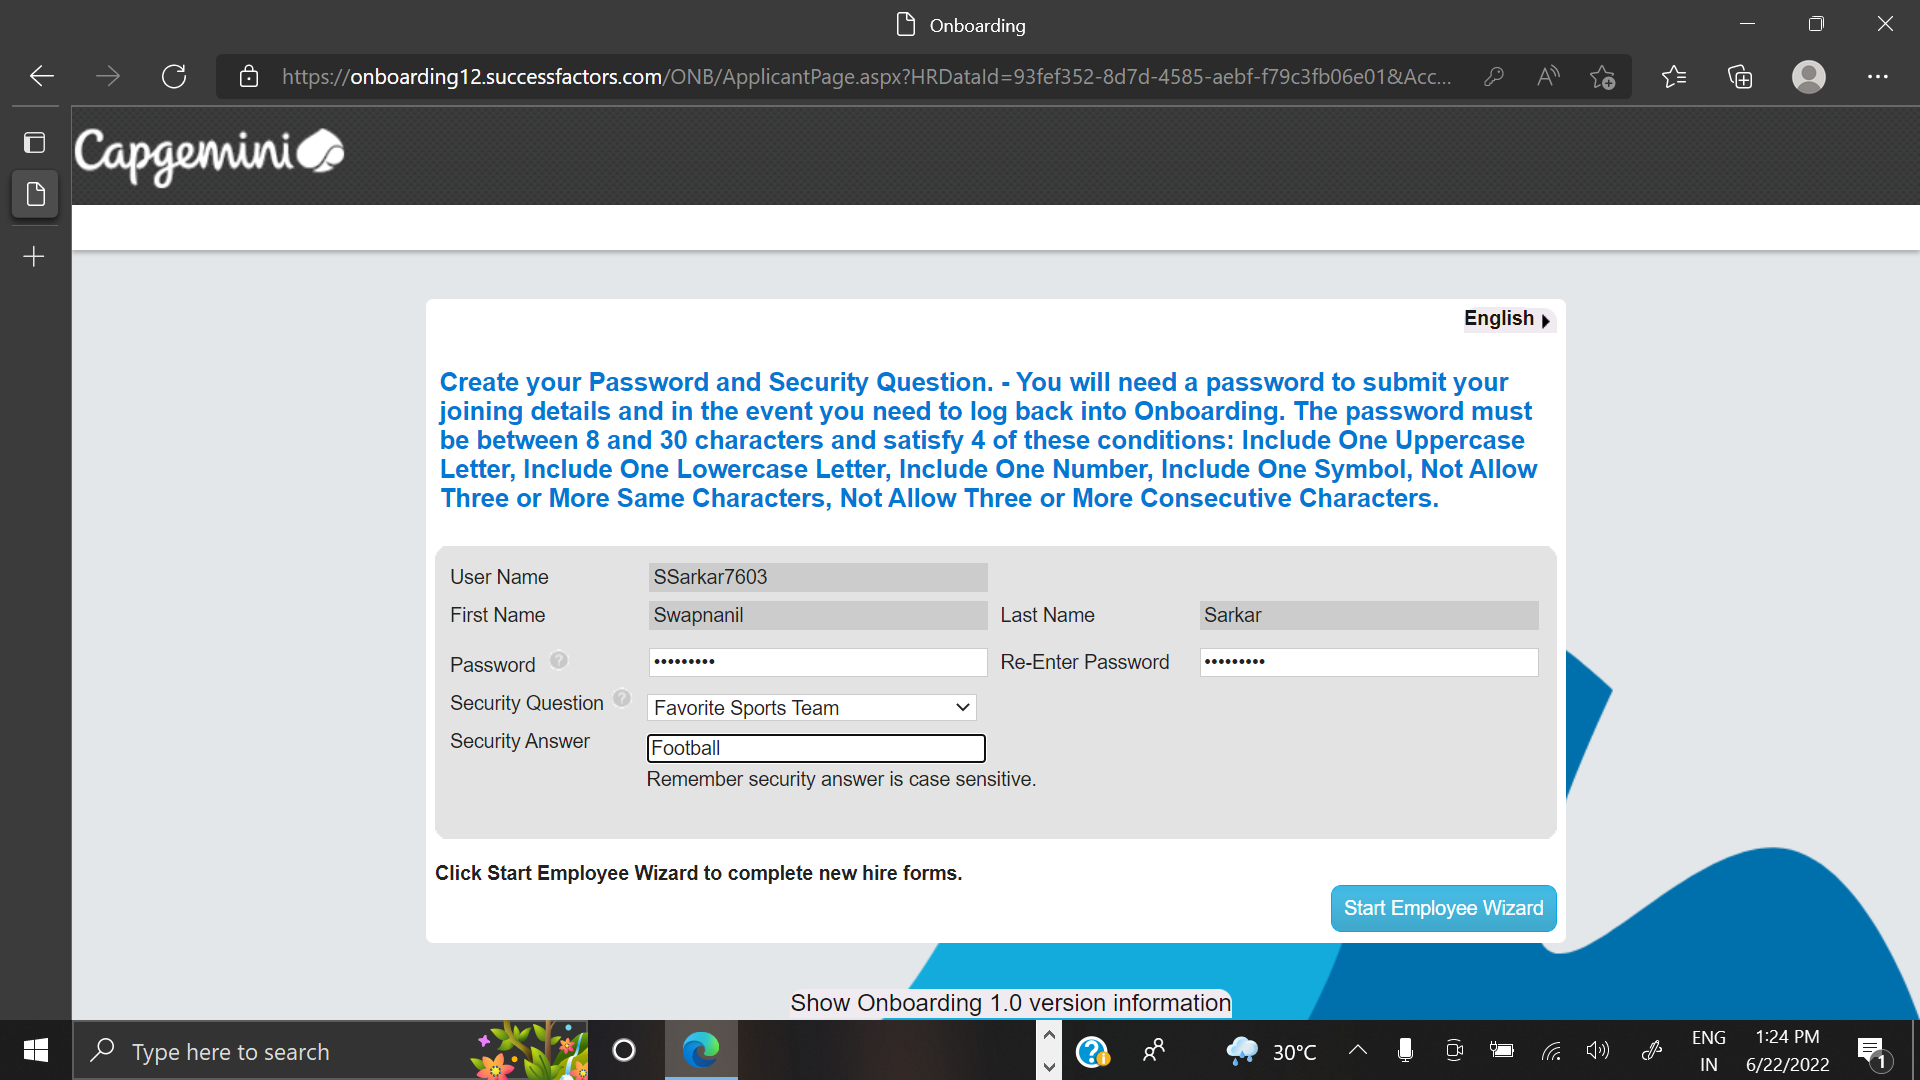 Onboarding
https://onboarding12.successfactors.com/ONB/ApplicantPage.aspx?HRDataId=93fef352-8d7d-4585-aebf-f79c3fb06e01&Acc...
Capgemini
English
Create your Password and Security Question. - You will need a password to submit your
joining details and in the event you need to log back into Onboarding. The password must
be between 8 and 30 characters and satisfy 4 of these conditions: Include One Uppercase
Letter, Include One Lowercase Letter, Include One Number, Include One Symbol, Not Allow
Three or More Same Characters, Not Allow Three or More Consecutive Characters.
User Name SSarkar7603
First Name Swapnanil Last Name Sarkar
Password ? ••••••••• Re-Enter Password •••••••••
Security Question ? Favorite Sports Team
Security Answer Football
Remember security answer is case sensitive.
Click Start Employee Wizard to complete new hire forms.
Start Employee Wizard
Show Onboarding 1.0 version information
Type here to search
30°C
ENG
IN
1:24 PM
6/22/2022
1